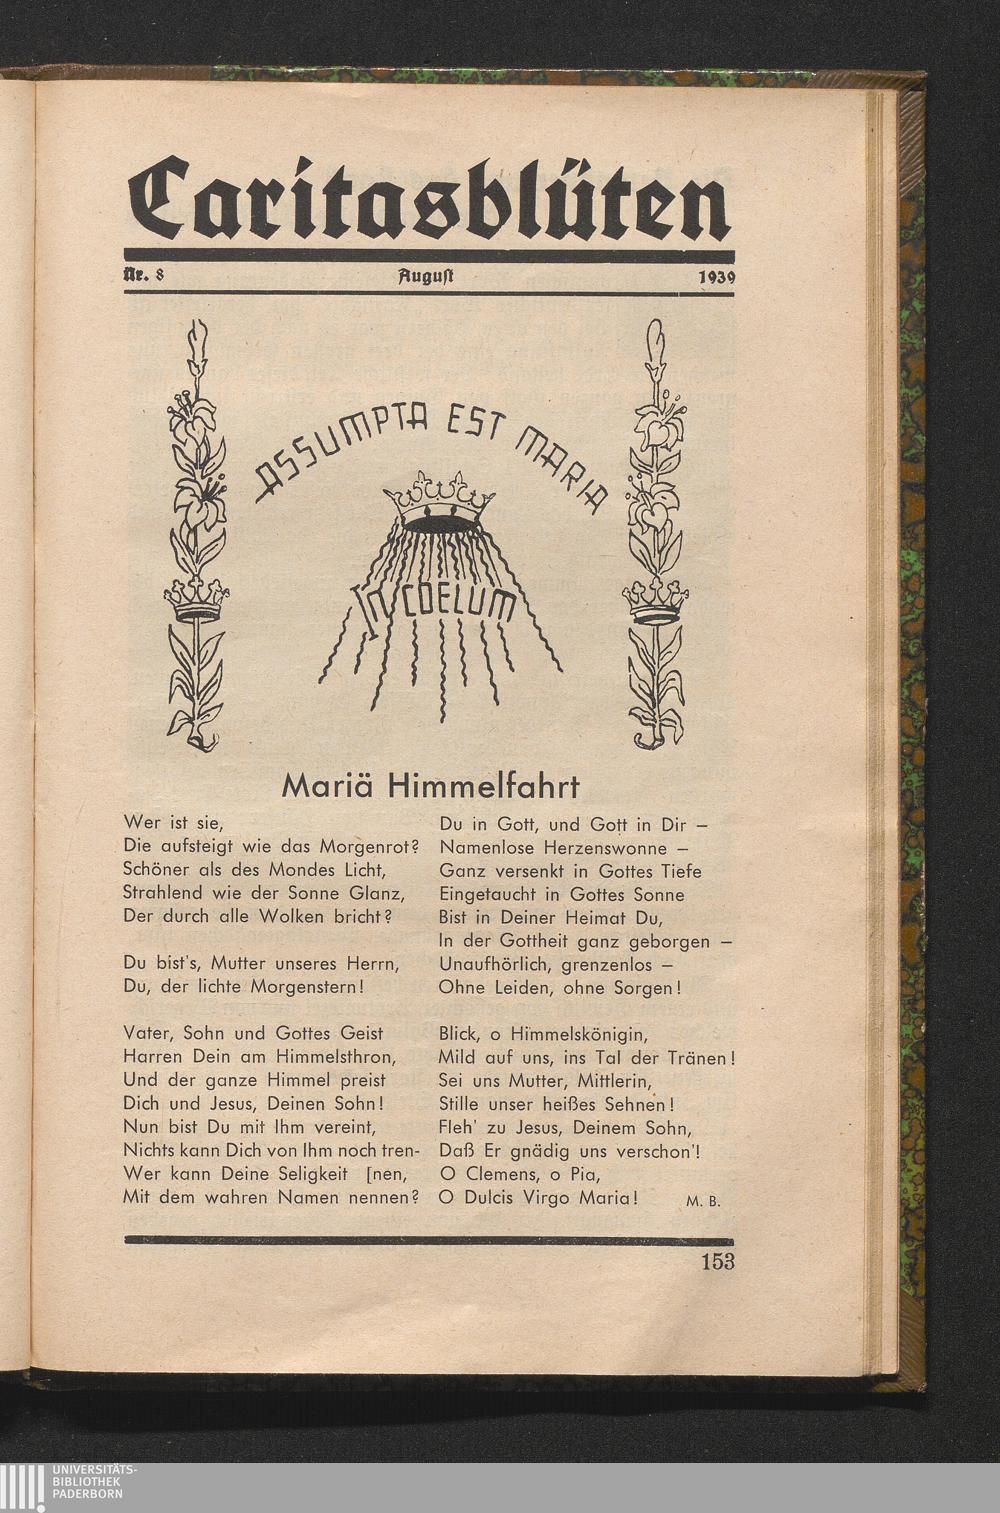 Caritasblüten
Nr. 8 August 1939
ASSUMPTA EST MARIA
IN COELUM
Mariä Himmelfahrt
Wer ist sie,
Die aufsteigt wie das Morgenrot?
Schöner als des Mondes Licht,
Strahlend wie der Sonne Glanz,
Der durch alle Wolken bricht?
Du bist's, Mutter unseres Herrn,
Du, der lichte Morgenstern!
Vater, Sohn und Gottes Geist
Harren Dein am Himmelsthron,
Und der ganze Himmel preist
Dich und Jesus, Deinen Sohn!
Nun bist Du mit Ihm vereint,
Nichts kann Dich von Ihm noch tren-
Wer kann Deine Seligkeit [nen,
Mit dem wahren Namen nennen?
Du in Gott, und Gott in Dir –
Namenlose Herzenswonne –
Ganz versenkt in Gottes Tiefe
Eingetaucht in Gottes Sonne
Bist in Deiner Heimat Du,
In der Gottheit ganz geborgen –
Unaufhörlich, grenzenlos –
Ohne Leiden, ohne Sorgen!
Blick, o Himmelskönigin,
Mild auf uns, ins Tal der Tränen!
Sei uns Mutter, Mittlerin,
Stille unser heißes Sehnen!
Fleh' zu Jesus, Deinem Sohn,
Daß Er gnädig uns verschon'!
O Clemens, o Pia,
O Dulcis Virgo Maria! M. B.
153
UNIVERSITÄTS-
BIBLIOTHEK
PADERBORN